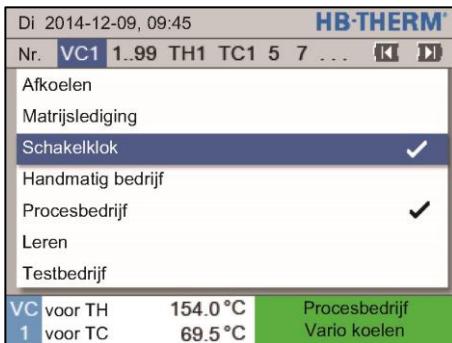 Di 2014-12-09, 09:45 HB-THERM®
Nr. VC1 1..99 TH1 TC1 5 7 ...
Afkoelen
Matrijslediging
Schakelklok
Handmatig bedrijf
Procesbedrijf
Leren
Testbedrijf
VC voor TH 154.0 °C Procesbedrijf
1 voor TC 69.5 °C Vario koelen